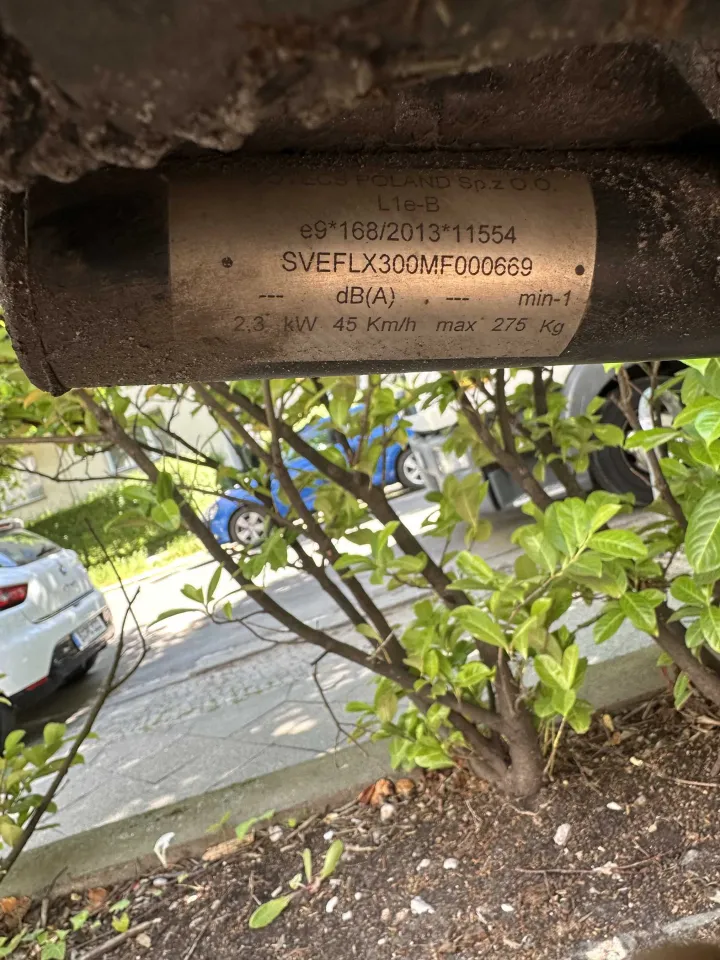 POLAND Sp.z O.O.
L1e-B
e9*168/2013*11554
SVEFLX300MF000669
--- dB(A) --- min-1
2.3 kW 45 Km/h max 275 Kg